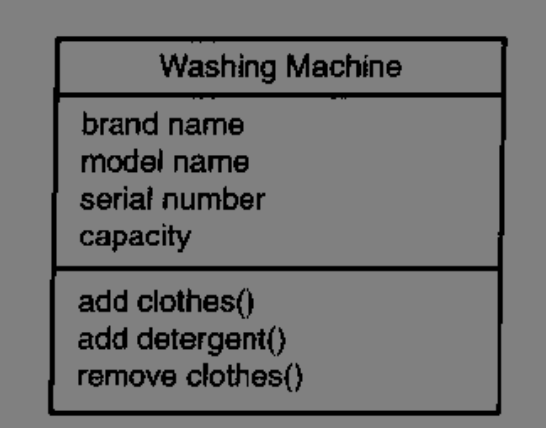 Washing Machine
brand name
model name
serial number
capacity
add clothes()
add detergent()
remove clothes()